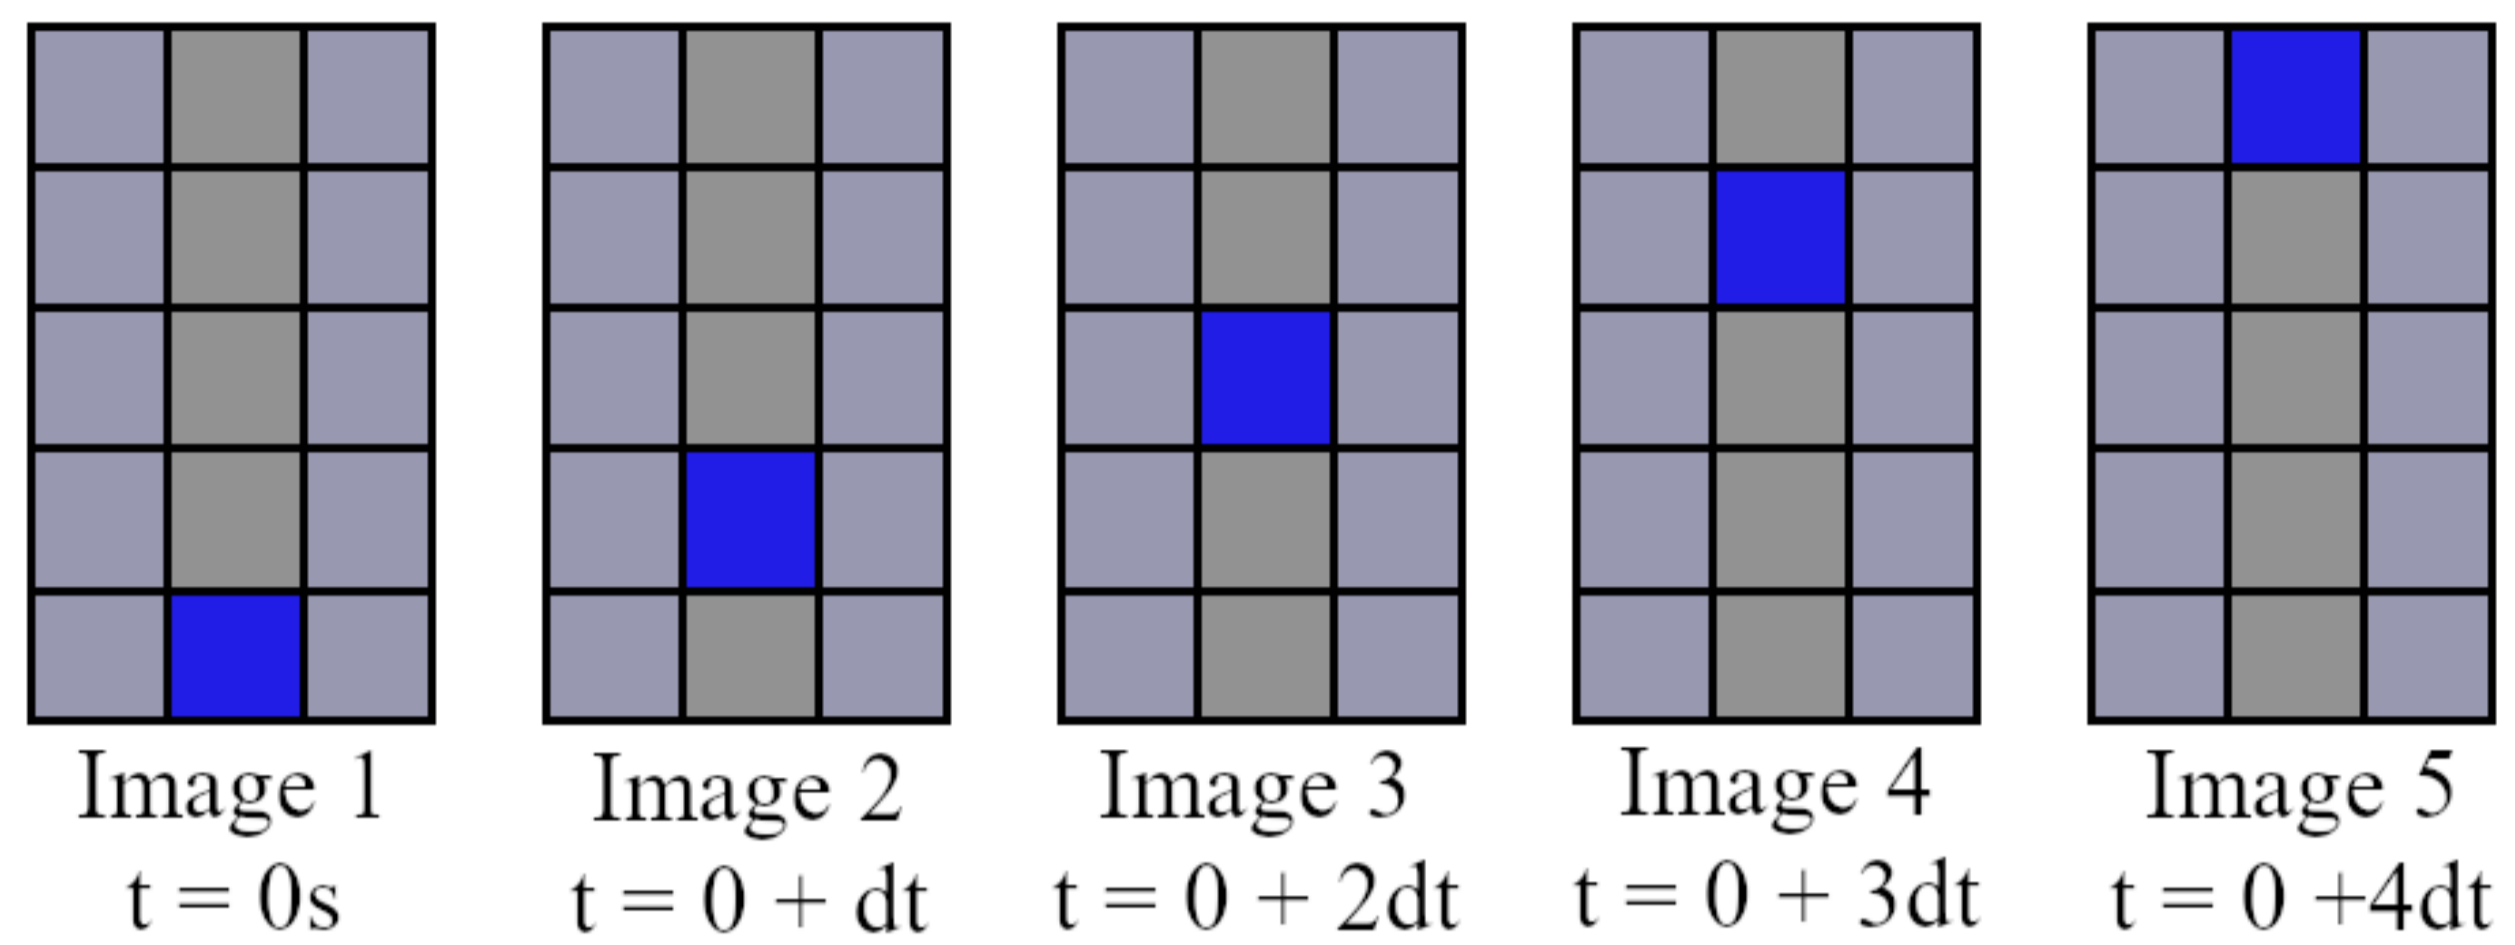 Image 1
t = 0s
Image 2
t = 0 + dt
Image 3
t = 0 + 2dt
Image 4
t = 0 + 3dt
Image 5
t = 0 +4dt